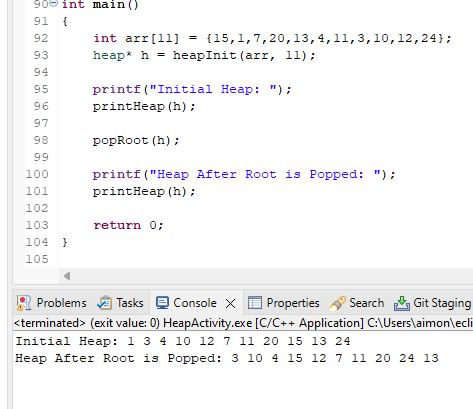 90 int main()
91 {
92 int arr[11] = {15,1,7,20,13,4,11,3,10,12,24};
93 heap* h = heapInit(arr, 11);
94
95 printf("Initial Heap: ");
96 printHeap(h);
97
98 popRoot(h);
99
100 printf("Heap After Root is Popped: ");
101 printHeap(h);
102
103 return 0;
104 }
105
Problems Tasks Console Properties Search Git Staging
<terminated> (exit value: 0) HeapActivity.exe [C/C++ Application] C:\Users\aimon\ecli
Initial Heap: 1 3 4 10 12 7 11 20 15 13 24
Heap After Root is Popped: 3 10 4 15 12 7 11 20 24 13